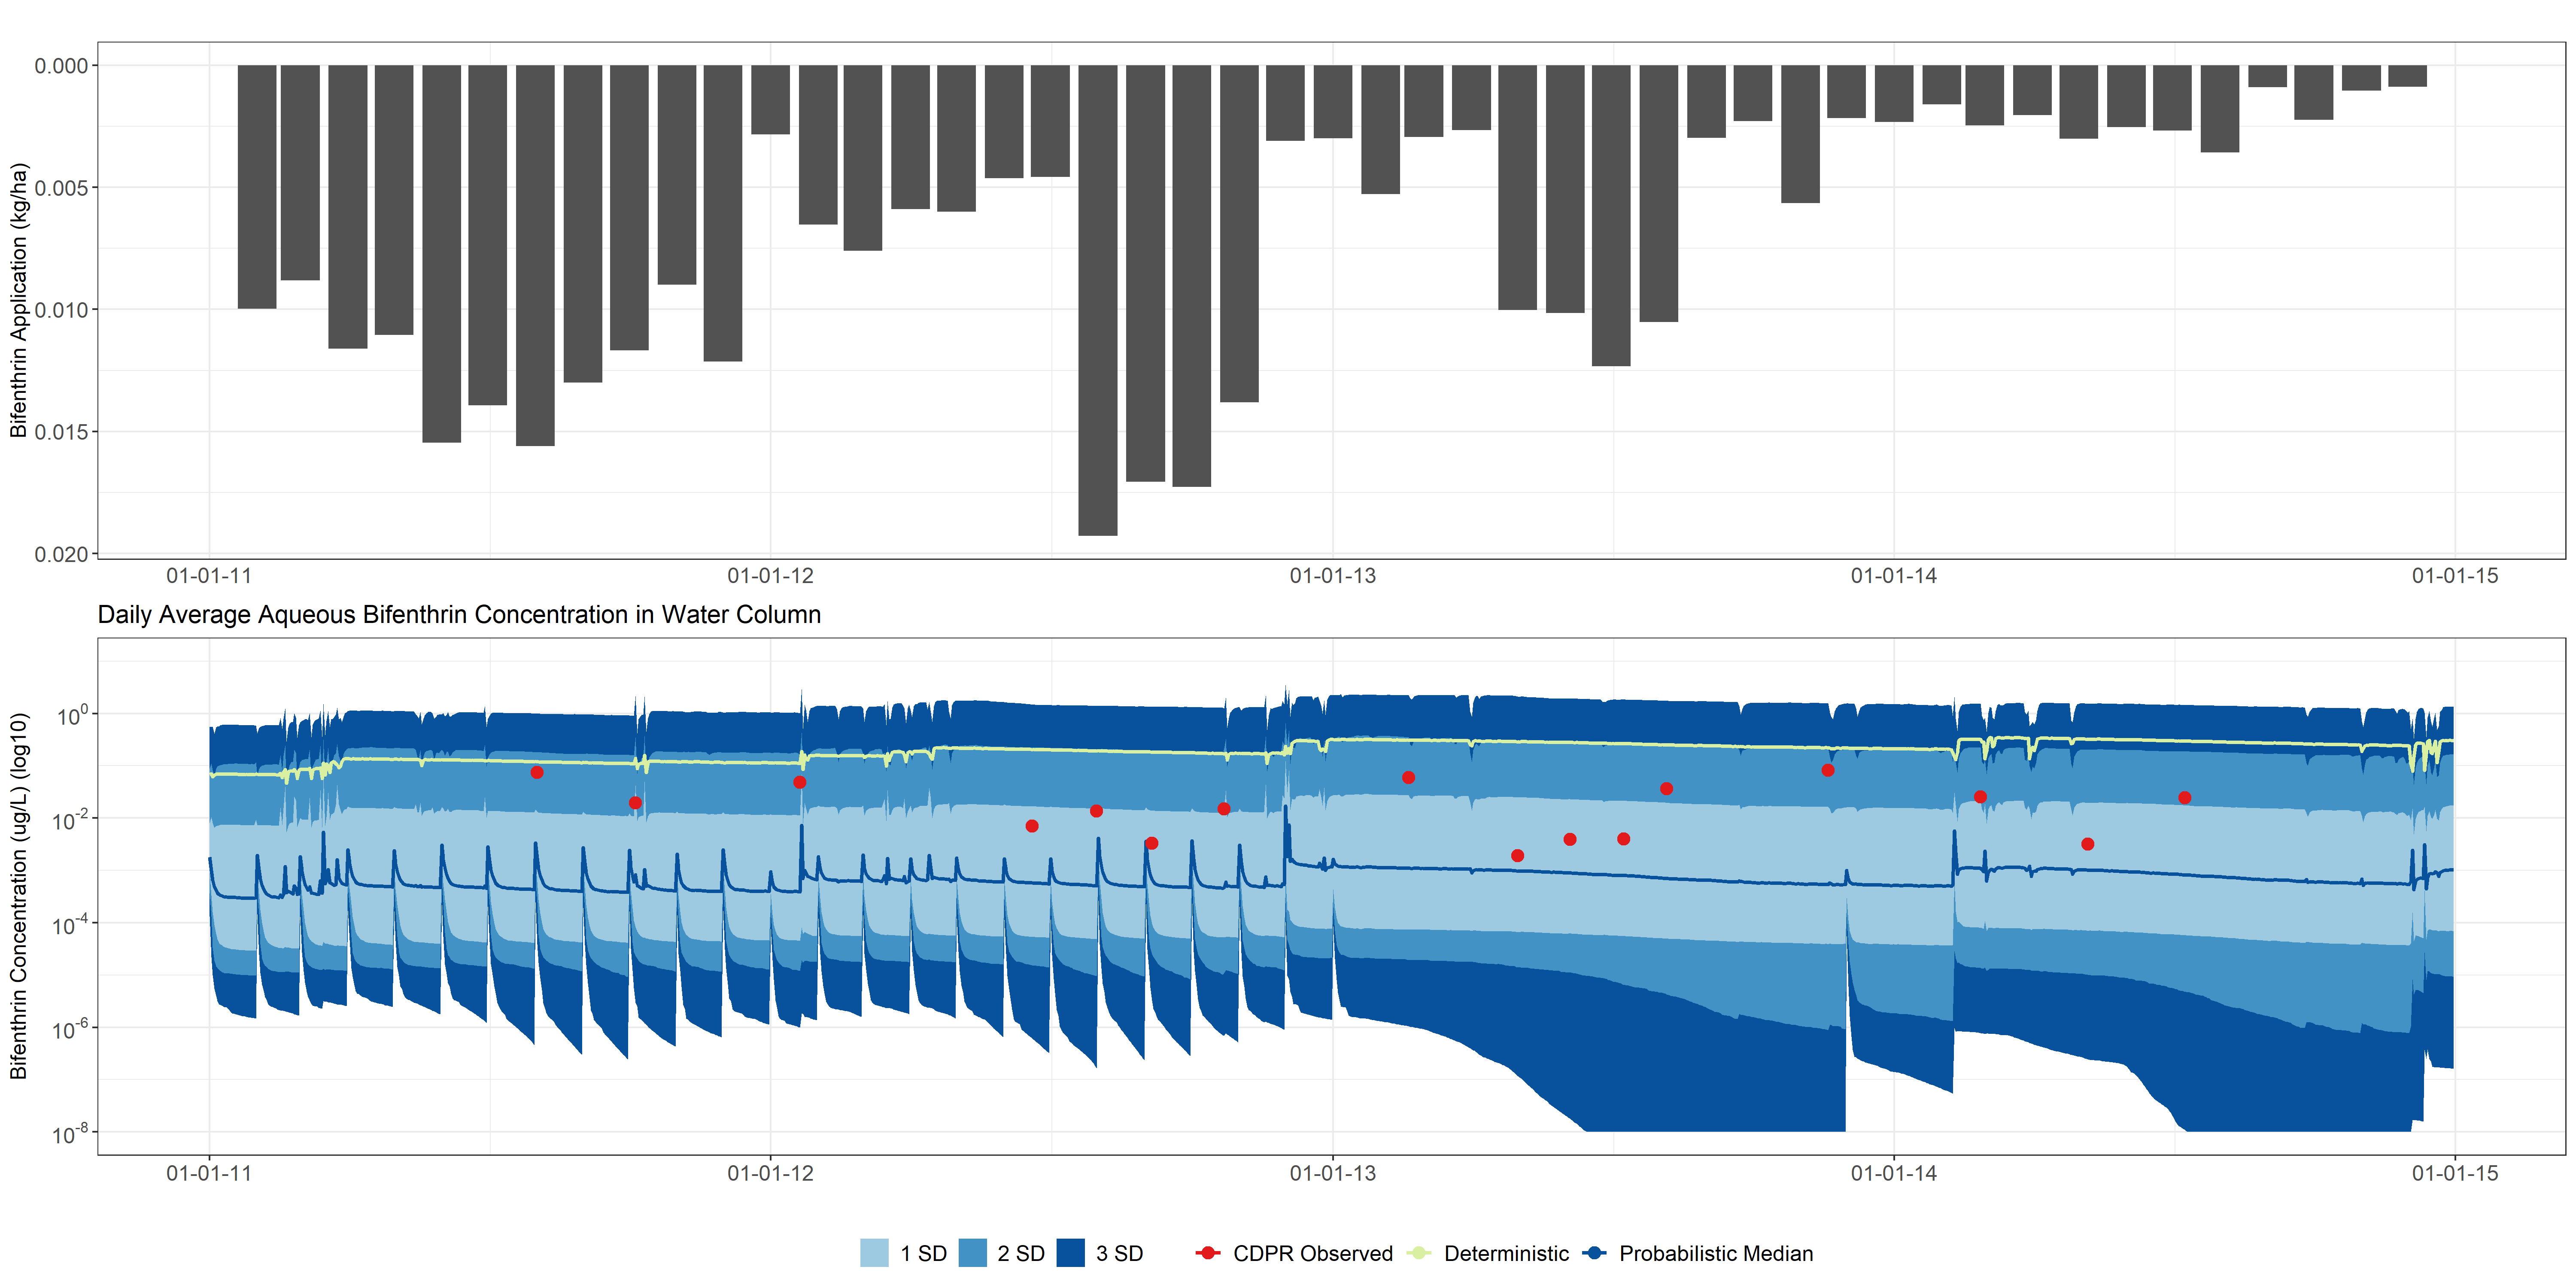 Bifenthrin Application (kg/ha)
0.000
0.005
0.010
0.015
0.020
01-01-11 01-01-12 01-01-13 01-01-14 01-01-15
Daily Average Aqueous Bifenthrin Concentration in Water Column
Bifenthrin Concentration (ug/L) (log10)
10^0
10^-2
10^-4
10^-6
10^-8
01-01-11 01-01-12 01-01-13 01-01-14 01-01-15
1 SD 2 SD 3 SD CDPR Observed Deterministic Probabilistic Median